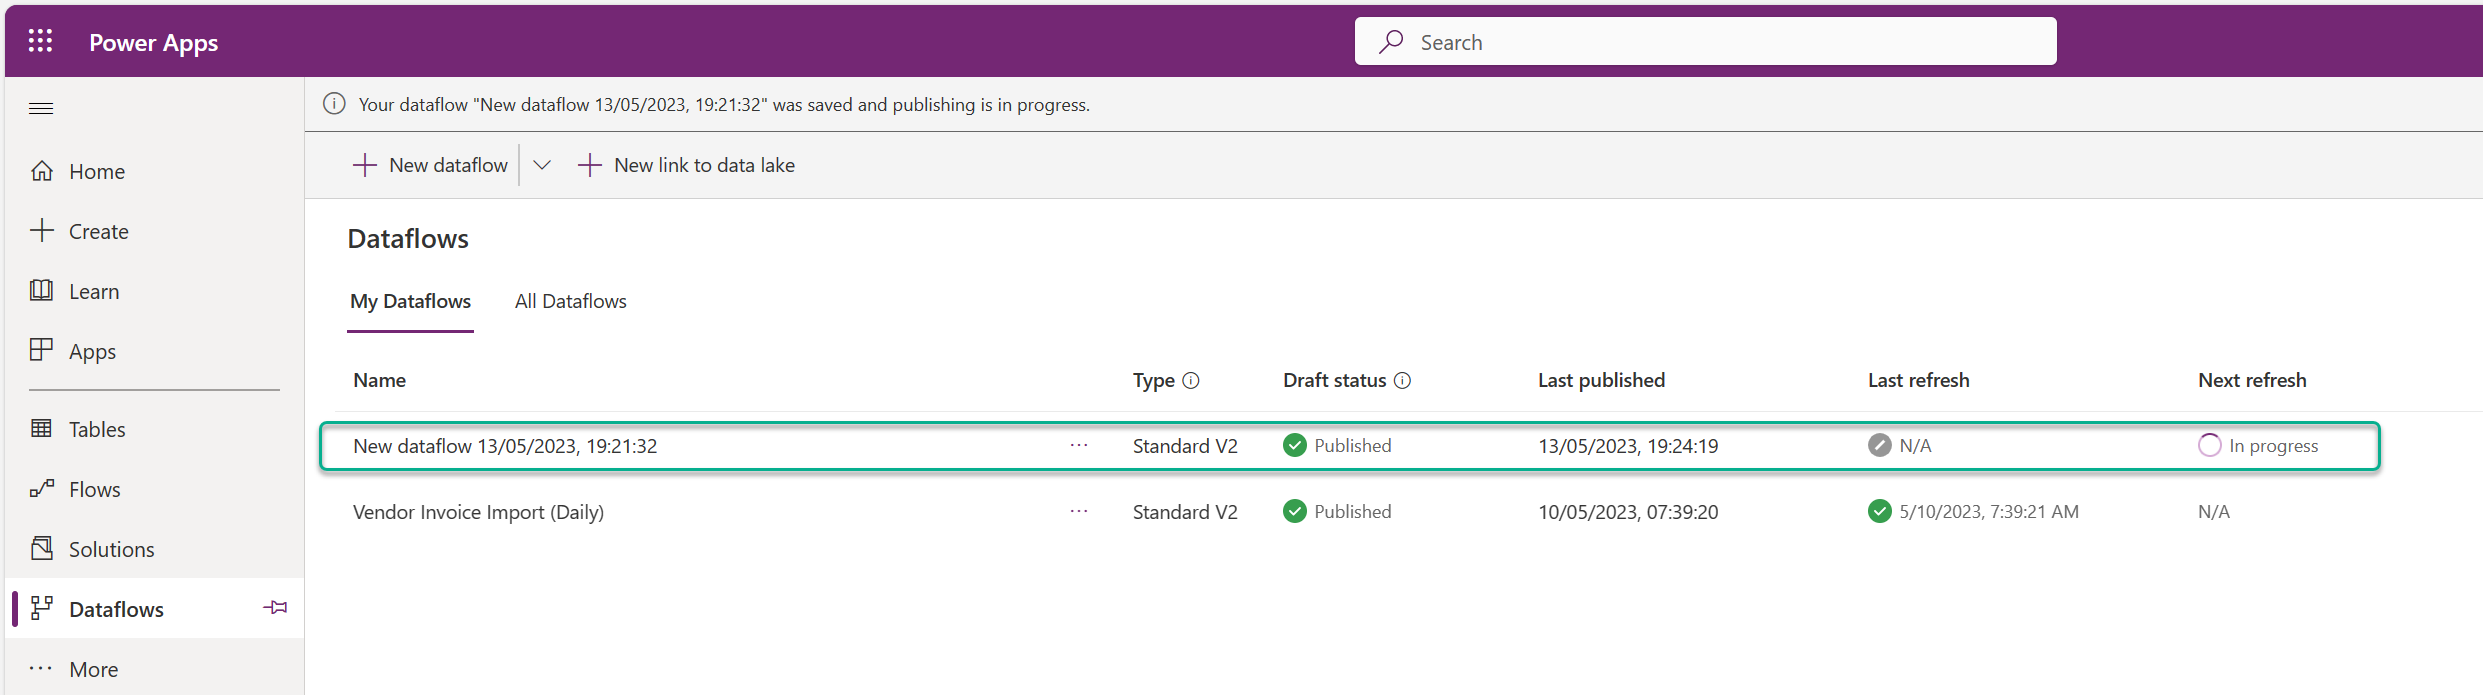 Power Apps
Search
Your dataflow "New dataflow 13/05/2023, 19:21:32" was saved and publishing is in progress.
New dataflow
New link to data lake
Home
Create
Learn
Apps
Tables
Flows
Solutions
Dataflows
More
Dataflows
My Dataflows All Dataflows
Name Type Draft status Last published Last refresh Next refresh
New dataflow 13/05/2023, 19:21:32 ... Standard V2 Published 13/05/2023, 19:24:19 N/A In progress
Vendor Invoice Import (Daily) ... Standard V2 Published 10/05/2023, 07:39:20 5/10/2023, 7:39:21 AM N/A